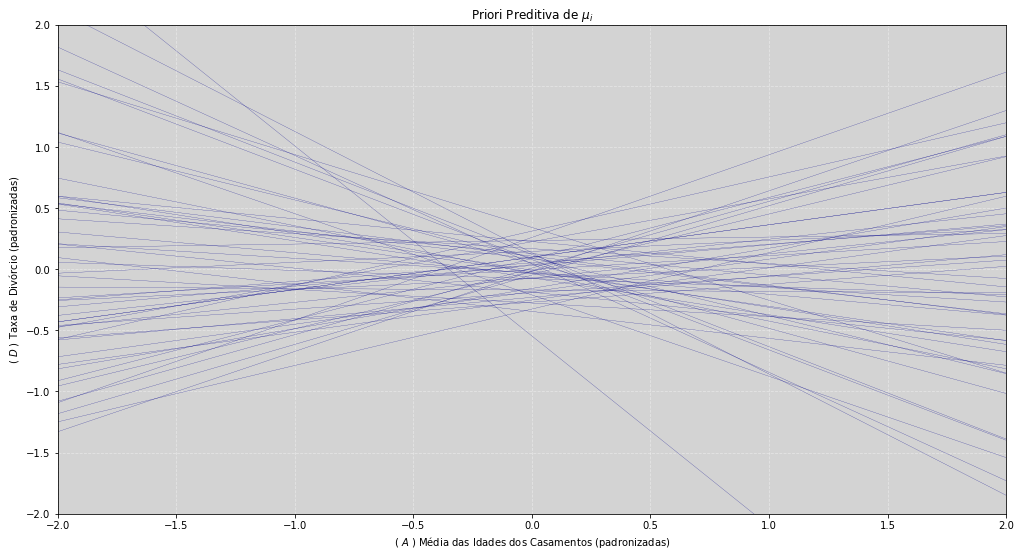 Priori Preditiva de μi
2.0
1.5
1.0
0.5
0.0
−0.5
−1.0
−1.5
−2.0
( D ) Taxa de Divórcio (padronizadas)
−2.0 −1.5 −1.0 −0.5 0.0 0.5 1.0 1.5 2.0
( A ) Média das Idades dos Casamentos (padronizadas)